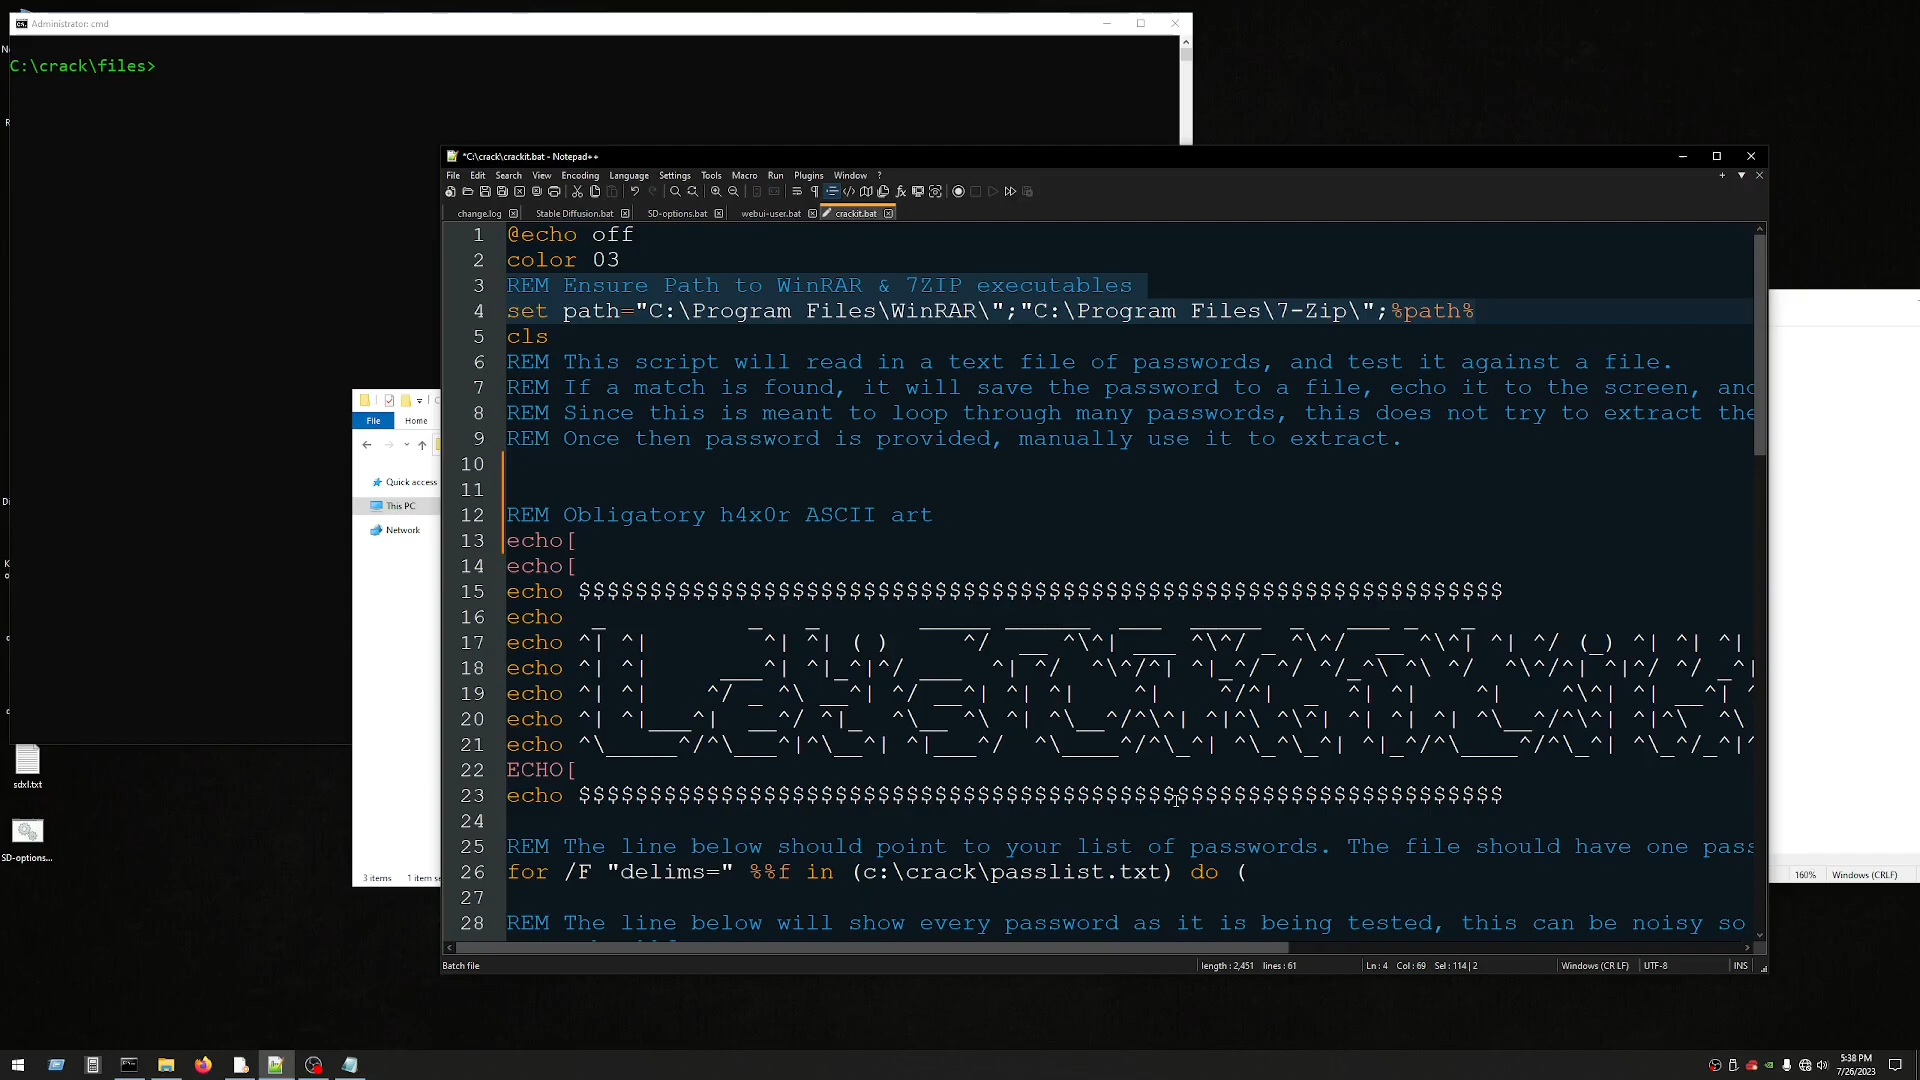 Administrator: cmd
C:\crack\files>
*C:\crack\crackit.bat - Notepad++
File Edit Search View Encoding Language Settings Tools Macro Run Plugins Window ?
change.log Stable Diffusion.bat SD-options.bat webui-user.bat crackit.bat
1 @echo off
2 color 03
3 REM Ensure Path to WinRAR & 7ZIP executables
4 set path="C:\Program Files\WinRAR\";"C:\Program Files\7-Zip\";%path%
5 cls
6 REM This script will read in a text file of passwords, and test it against a file.
7 REM If a match is found, it will save the password to a file, echo it to the screen, and
8 REM Since this is meant to loop through many passwords, this does not try to extract the
9 REM Once then password is provided, manually use it to extract.
10
11
12 REM Obligatory h4x0r ASCII art
13 echo[
14 echo[
15 echo $$$$$$$$$$$$$$$$$$$$$$$$$$$$$$$$$$$$$$$$$$$$$$$$$$$$$$$$$$$$$$$$$
16 echo
17 echo
18 echo
19 echo
20 echo
21 echo
22 ECHO[
23 echo $$$$$$$$$$$$$$$$$$$$$$$$$$$$$$$$$$$$$$$$$$$$$$$$$$$$$$$$$$$$$$$$$
24
25 REM The line below should point to your list of passwords. The file should have one pass
26 for /F "delims=" %%f in (c:\crack\passlist.txt) do (
27
28 REM The line below will show every password as it is being tested, this can be noisy so
Batch file length : 2,451 lines : 61 Ln : 4 Col : 69 Sel : 114 | 2 Windows (CR LF) UTF-8 INS
File Home
Quick access
This PC
Network
3 items 1 item se
160% Windows (CRLF)
sdxl.txt
SD-options...
5:38 PM
7/26/2023